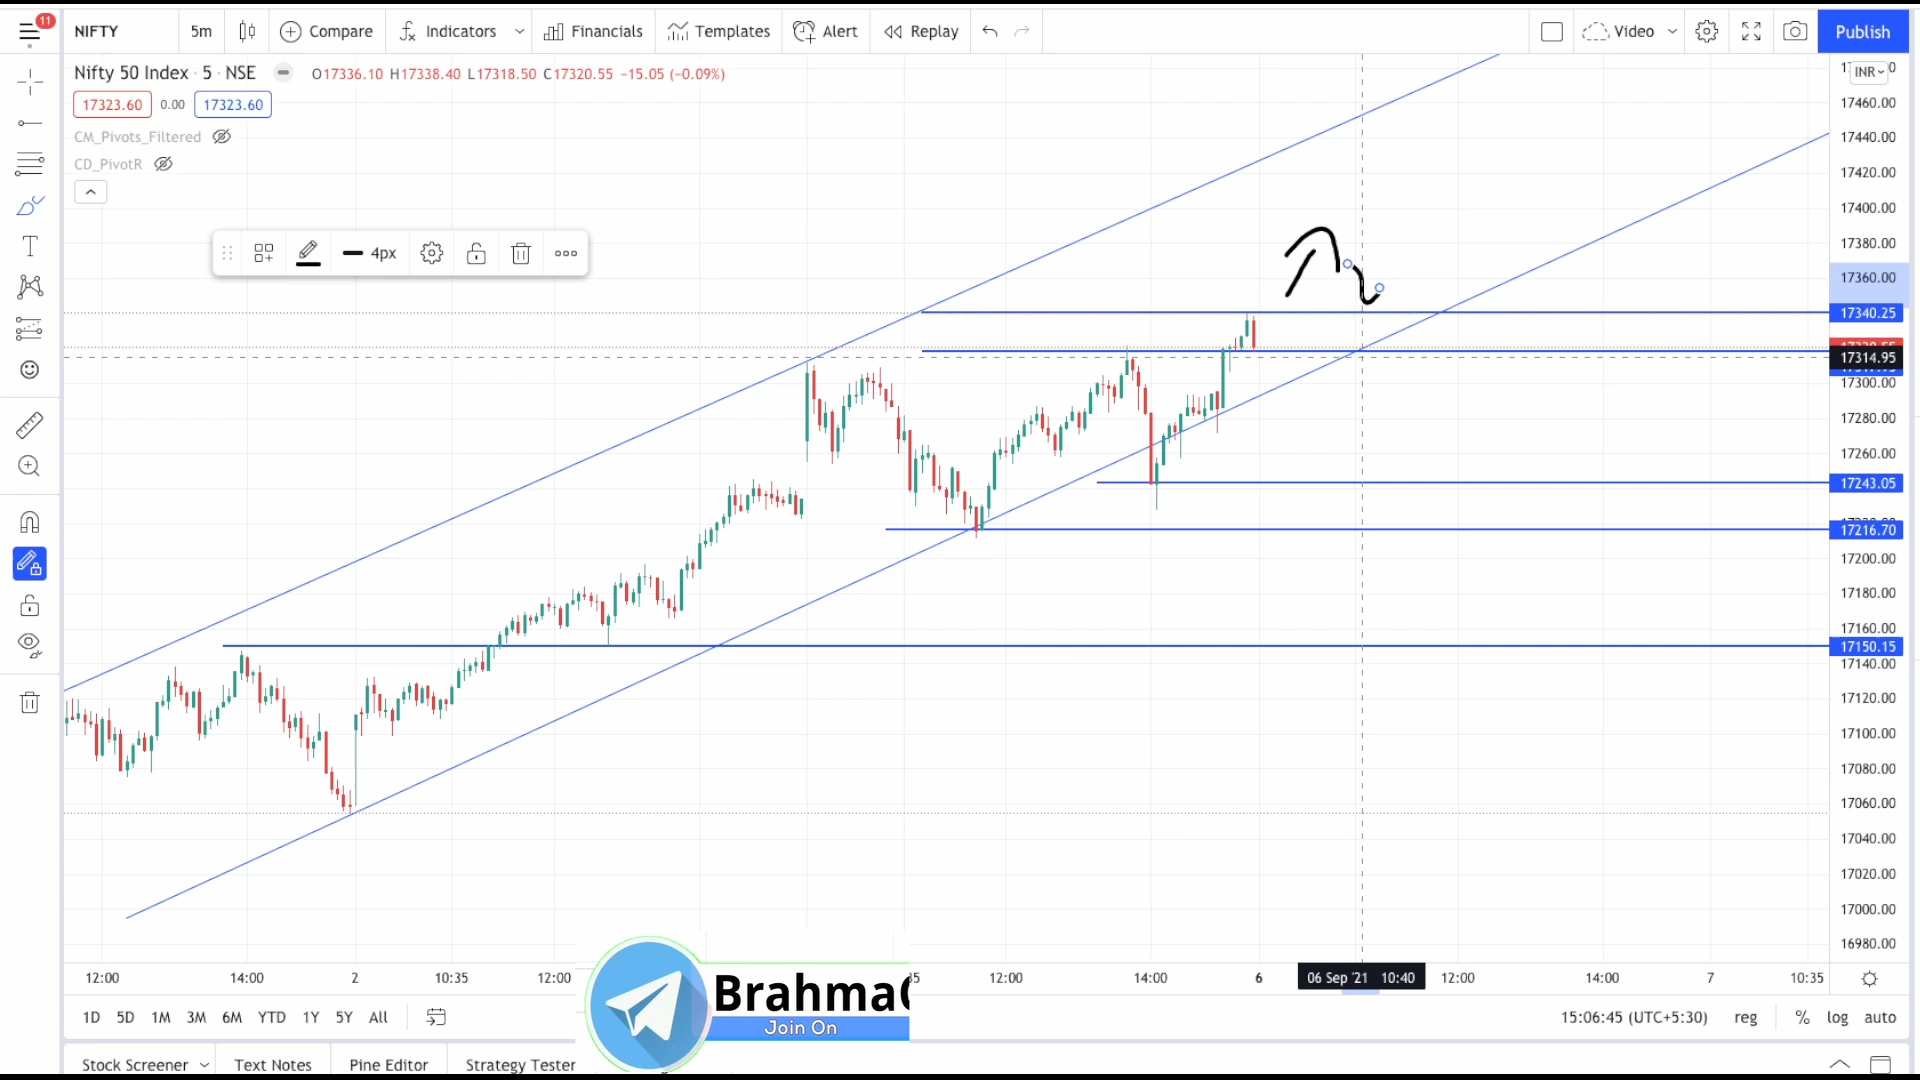 11
NIFTY 5m Compare Indicators Financials Templates Alert Replay Video Publish
Nifty 50 Index · 5 · NSE O17336.10 H17338.40 L17318.50 C17320.55 −15.05 (−0.09%)
17323.60 0.00 17323.60
CM_Pivots_Filtered
CD_PivotR
4px
INR
17460.00
17440.00
17420.00
17400.00
17380.00
17360.00
17340.25
17314.95
17300.00
17280.00
17260.00
17243.05
17216.70
17200.00
17180.00
17160.00
17150.15
17140.00
17120.00
17100.00
17080.00
17060.00
17040.00
17020.00
17000.00
16980.00
12:00 14:00 2 10:35 12:00 12:00 14:00 6 06 Sep '21 10:40 12:00 14:00 7 10:35
Brahma
Join On
1D 5D 1M 3M 6M YTD 1Y 5Y All 15:06:45 (UTC+5:30) reg % log auto
Stock Screener Text Notes Pine Editor Strategy Tester